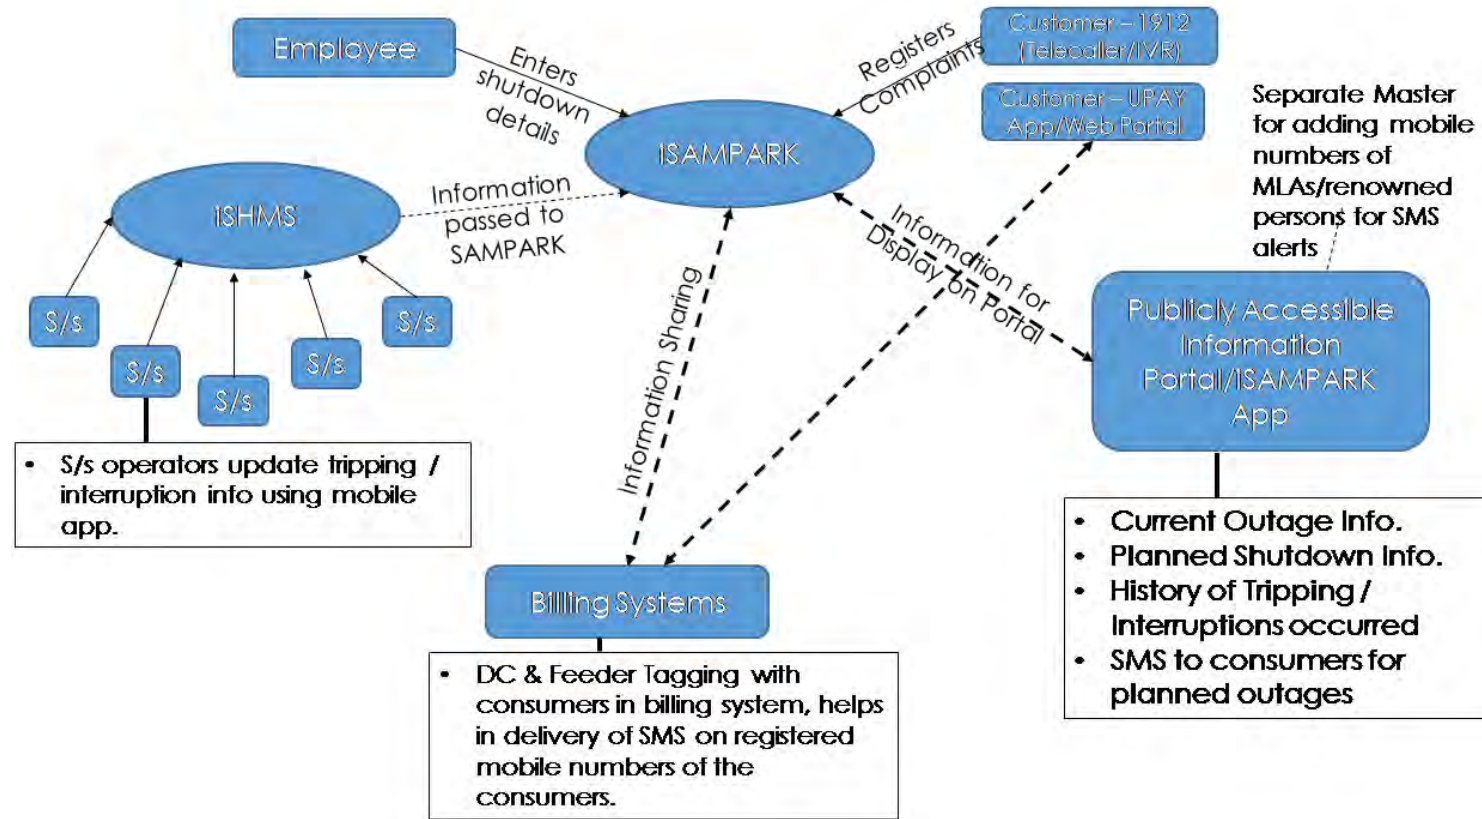 Employee
Enters
shutdown
details
Registers
Complaints
Customer – 1912
(Telecaller/IVR)
Customer – UPAY
App/Web Portal
Separate Master
for adding mobile
numbers of
MLAs/renowned
persons for SMS
alerts
ISAMPARK
ISHMS
Information
passed to
SAMPARK
Information for
Display on Portal
S/s
S/s
S/s
S/s
S/s
Information Sharing
Publicly Accessible
Information
Portal/ISAMPARK
App
• S/s operators update tripping /
interruption info using mobile
app.
• Current Outage Info.
• Planned Shutdown Info.
• History of Tripping /
Interruptions occurred
• SMS to consumers for
planned outages
Billing Systems
• DC & Feeder Tagging with
consumers in billing system, helps
in delivery of SMS on registered
mobile numbers of the
consumers.